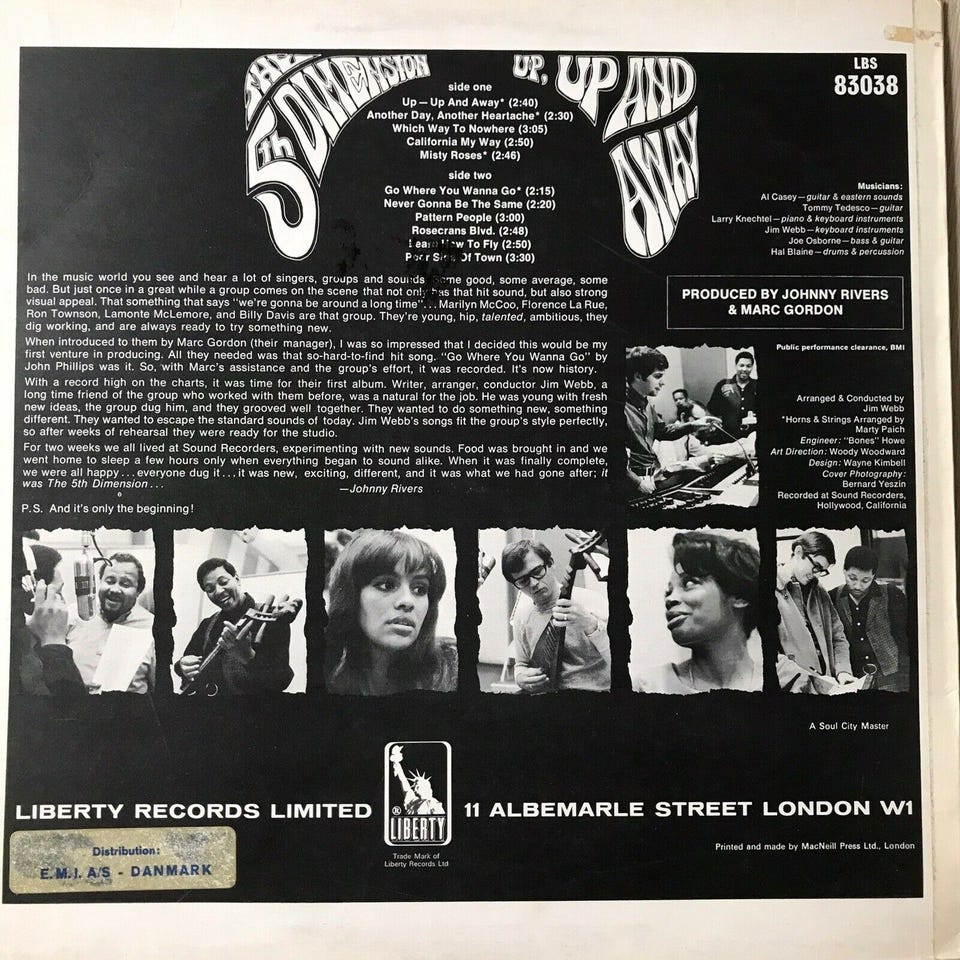 THE
5th DIMENSION
UP, UP AND
AWAY
LBS
83038
side one
Up—Up And Away* (2:40)
Another Day, Another Heartache* (2:30)
Which Way To Nowhere (3:05)
California My Way (2:50)
Misty Roses* (2:46)
side two
Go Where You Wanna Go* (2:15)
Never Gonna Be The Same (2:20)
Pattern People (3:00)
Rosecrans Blvd. (2:48)
Learn How To Fly (2:50)
Poor Side Of Town (3:30)
Musicians:
Al Casey—guitar & eastern sounds
Tommy Tedesco—guitar
Larry Knechtel—piano & keyboard instruments
Jim Webb—keyboard instruments
Joe Osborne—bass & guitar
Hal Blaine—drums & percussion
In the music world you see and hear a lot of singers, groups and sounds. Some good, some average, some
bad. But just once in a great while a group comes on the scene that not only has that hit sound, but also strong
visual appeal. That something that says "we're gonna be around a long time"... Marilyn McCoo, Florence La Rue,
Ron Townson, Lamonte McLemore, and Billy Davis are that group. They're young, hip, talented, ambitious, they
dig working, and are always ready to try something new.
When introduced to them by Marc Gordon (their manager), I was so impressed that I decided this would be my
first venture in producing. All they needed was that so-hard-to-find hit song. "Go Where You Wanna Go" by
John Phillips was it. So, with Marc's assistance and the group's effort, it was recorded. It's now history.
With a record high on the charts, it was time for their first album. Writer, arranger, conductor Jim Webb, a
long time friend of the group who worked with them before, was a natural for the job. He was young with fresh
new ideas, the group dug him, and they grooved well together. They wanted to do something new, something
different. They wanted to escape the standard sounds of today. Jim Webb's songs fit the group's style perfectly,
so after weeks of rehearsal they were ready for the studio.
For two weeks we all lived at Sound Recorders, experimenting with new sounds. Food was brought in and we
went home to sleep a few hours only when everything began to sound alike. When it was finally complete,
we were all happy...everyone dug it...it was new, exciting, different, and it was what we had gone after; it
was The 5th Dimension...
—Johnny Rivers
P.S. And it's only the beginning!
PRODUCED BY JOHNNY RIVERS
& MARC GORDON
Public performance clearance, BMI
Arranged & Conducted by
Jim Webb
*Horns & Strings Arranged by
Marty Paich
Engineer: "Bones" Howe
Art Direction: Woody Woodward
Design: Wayne Kimbell
Cover Photography:
Bernard Yeszin
Recorded at Sound Recorders,
Hollywood, California
A Soul City Master
LIBERTY RECORDS LIMITED
®
LIBERTY
11 ALBEMARLE STREET LONDON W1
Trade Mark of
Liberty Records Ltd
Printed and made by MacNeill Press Ltd., London
Distribution:
E.M.I. A/S - DANMARK